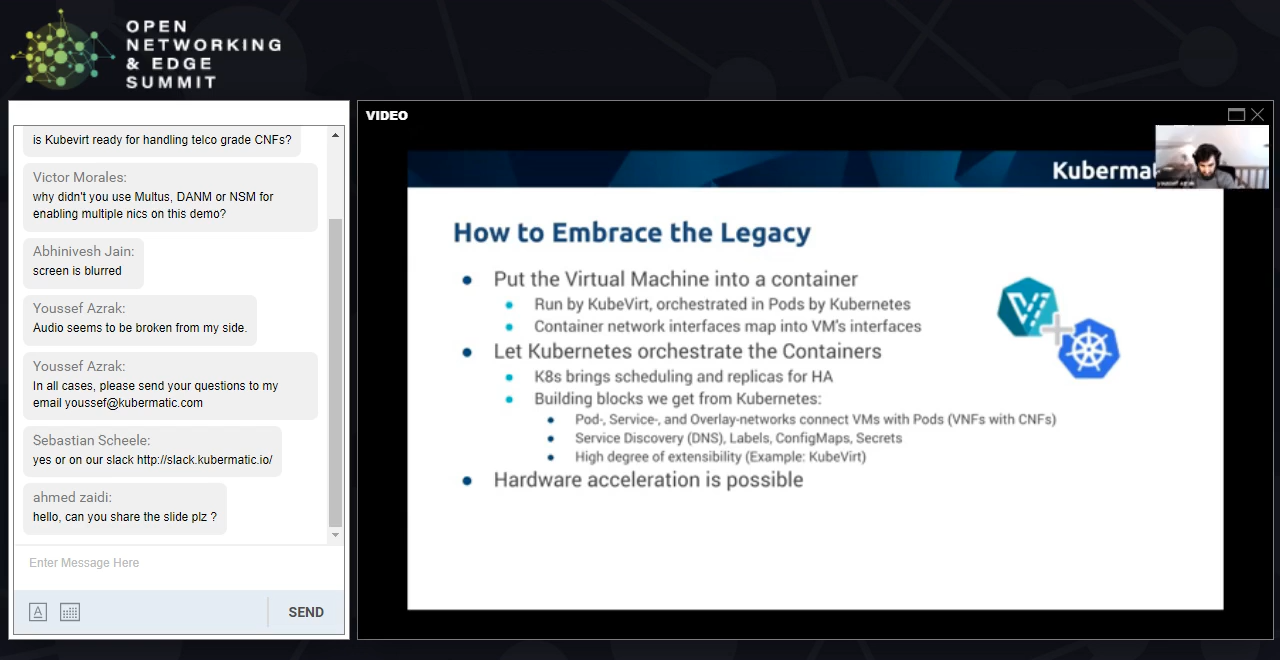 OPEN
NETWORKING
& EDGE
SUMMIT
is Kubevirt ready for handling telco grade CNFs?
Victor Morales:
why didn't you use Multus, DANM or NSM for
enabling multiple nics on this demo?
Abhinivesh Jain:
screen is blurred
Youssef Azrak:
Audio seems to be broken from my side.
Youssef Azrak:
In all cases, please send your questions to my
email youssef@kubermatic.com
Sebastian Scheele:
yes or on our slack http://slack.kubermatic.io/
ahmed zaidi:
hello, can you share the slide plz ?
Enter Message Here
A
SEND
VIDEO
Kubermat
youssef azrak
How to Embrace the Legacy
Put the Virtual Machine into a container
Run by KubeVirt, orchestrated in Pods by Kubernetes
Container network interfaces map into VM's interfaces
Let Kubernetes orchestrate the Containers
K8s brings scheduling and replicas for HA
Building blocks we get from Kubernetes:
Pod-, Service-, and Overlay-networks connect VMs with Pods (VNFs with CNFs)
Service Discovery (DNS), Labels, ConfigMaps, Secrets
High degree of extensibility (Example: KubeVirt)
Hardware acceleration is possible